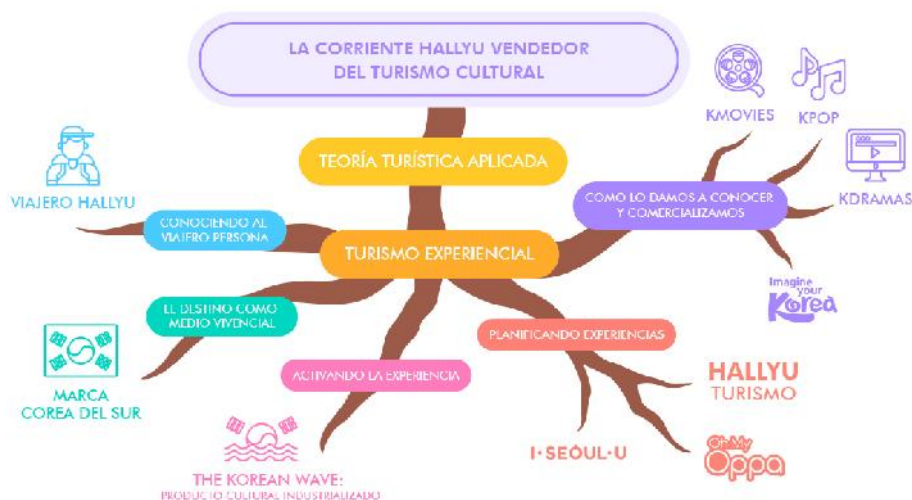 LA CORRIENTE HALLYU VENDEDOR
DEL TURISMO CULTURAL
TEORÍA TURÍSTICA APLICADA
TURISMO EXPERIENCIAL
VIAJERO HALLYU
CONOCIENDO AL
VIAJERO PERSONA
EL DESTINO COMO
MEDIO VIVENCIAL
MARCA
COREA DEL SUR
ACTIVANDO LA EXPERIENCIA
THE KOREAN WAVE:
PRODUCTO CULTURAL INDUSTRIALIZADO
PLANIFICANDO EXPERIENCIAS
I·SEOUL·U
HALLYU
TURISMO
Oh My
Oppa
COMO LO DAMOS A CONOCER
Y COMERCIALIZAMOS
KMOVIES
KPOP
KDRAMAS
Imagine
your
Korea